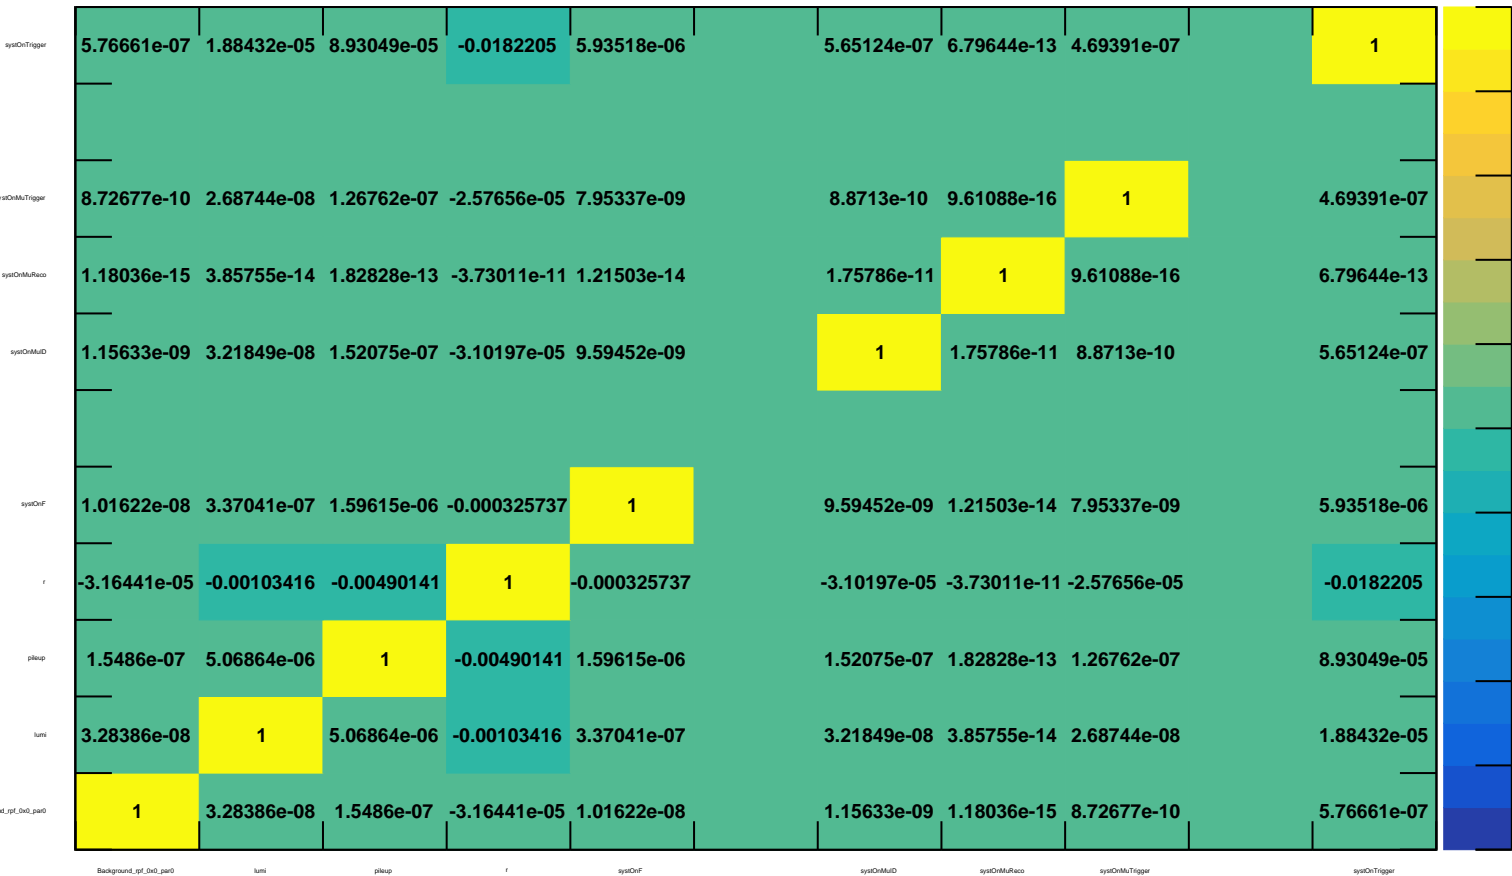 systOnTrigger 5.76661e-07 1.88432e-05 8.93049e-05 -0.0182205 5.93518e-06 5.65124e-07 6.79644e-13 4.69391e-07 1
ystOnMuTrigger 8.72677e-10 2.68744e-08 1.26762e-07 -2.57656e-05 7.95337e-09 8.8713e-10 9.61088e-16 1 4.69391e-07
systOnMuReco 1.18036e-15 3.85755e-14 1.82828e-13 -3.73011e-11 1.21503e-14 1.75786e-11 1 9.61088e-16 6.79644e-13
systOnMuID 1.15633e-09 3.21849e-08 1.52075e-07 -3.10197e-05 9.59452e-09 1 1.75786e-11 8.8713e-10 5.65124e-07
systOnF 1.01622e-08 3.37041e-07 1.59615e-06 -0.000325737 1 9.59452e-09 1.21503e-14 7.95337e-09 5.93518e-06
r -3.16441e-05 -0.00103416 -0.00490141 1 -0.000325737 -3.10197e-05 -3.73011e-11 -2.57656e-05 -0.0182205
pileup 1.5486e-07 5.06864e-06 1 -0.00490141 1.59615e-06 1.52075e-07 1.82828e-13 1.26762e-07 8.93049e-05
lumi 3.28386e-08 1 5.06864e-06 -0.00103416 3.37041e-07 3.21849e-08 3.85755e-14 2.68744e-08 1.88432e-05
d_rpf_0x0_par0 1 3.28386e-08 1.5486e-07 -3.16441e-05 1.01622e-08 1.15633e-09 1.18036e-15 8.72677e-10 5.76661e-07
Background_rpf_0x0_par0 lumi pileup r systOnF systOnMuID systOnMuReco systOnMuTrigger systOnTrigger